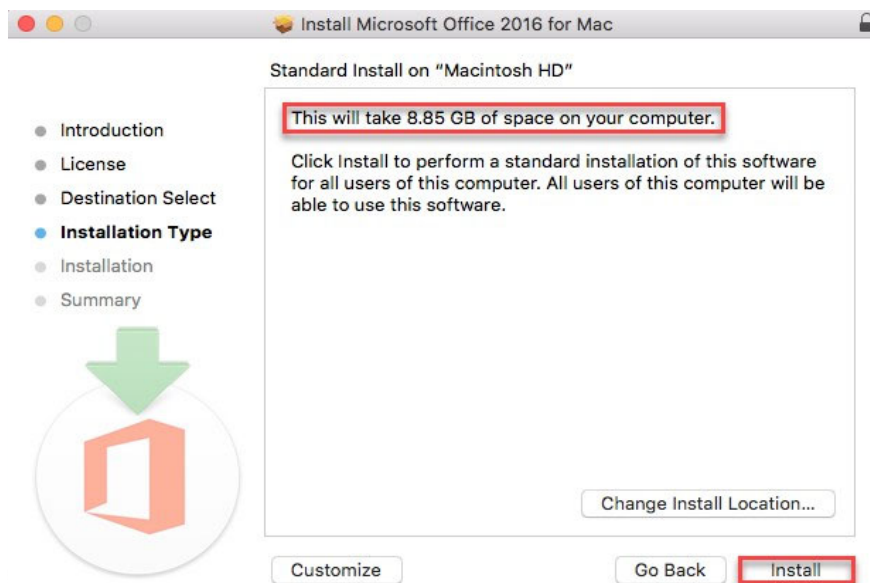 Install Microsoft Office 2016 for Mac
Standard Install on “Macintosh HD”
Introduction
License
Destination Select
Installation Type
Installation
Summary
This will take 8.85 GB of space on your computer.
Click Install to perform a standard installation of this software
for all users of this computer. All users of this computer will be
able to use this software.
Change Install Location...
Customize
Go Back
Install